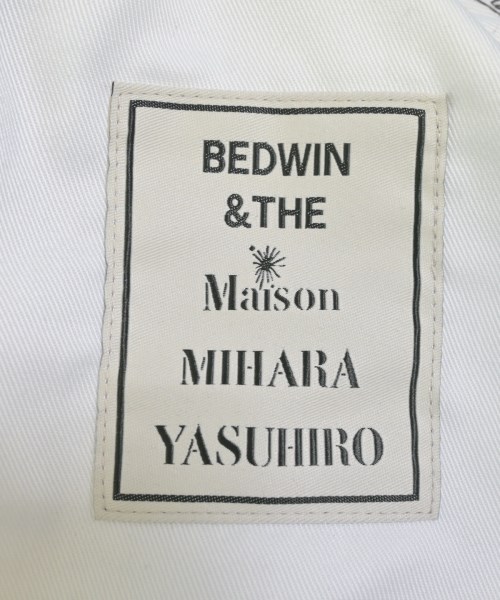 BEDWIN
&THE
Maison
MIHARA
YASUHIRO